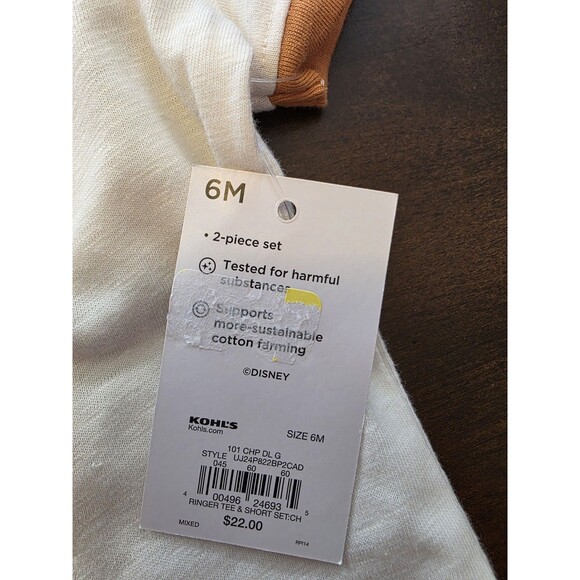 6M
• 2-piece set
Tested for harmful
substances
Supports
more-sustainable
cotton farming
©DISNEY
KOHL'S
Kohls.com
SIZE 6M
101 CHP DL G
STYLE UJ24P822BP2CAD
045 60 60
4 00496 24693 5
RINGER TEE & SHORT SET:CH
MIXED $22.00 PPI14